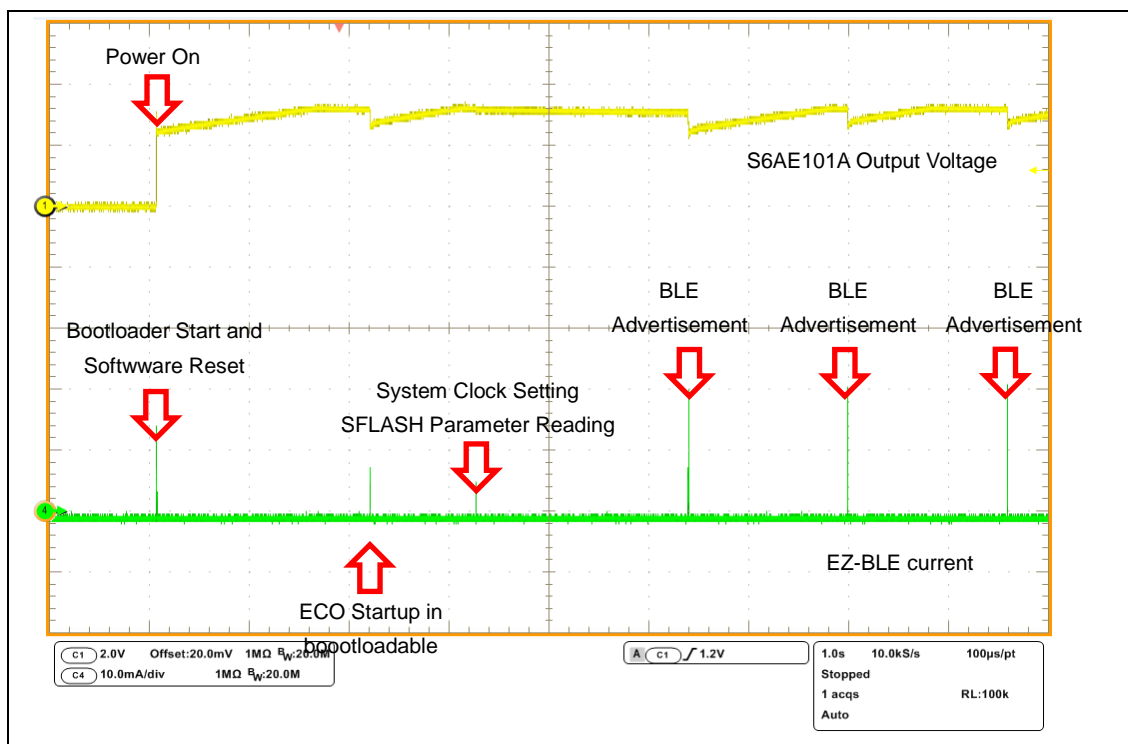 Power On
1
S6AE101A Output Voltage
BLE
Advertisement
BLE
Advertisement
BLE
Advertisement
Bootloader Start and
Softwware Reset
System Clock Setting
SFLASH Parameter Reading
4
EZ-BLE current
ECO Startup in
boootloadable
C1 2.0V Offset:20.0mV 1MΩ BW:20.0M
C4 10.0mA/div 1MΩ BW:20.0M
A C1 1.2V
1.0s 10.0kS/s 100µs/pt
Stopped
1 acqs RL:100k
Auto